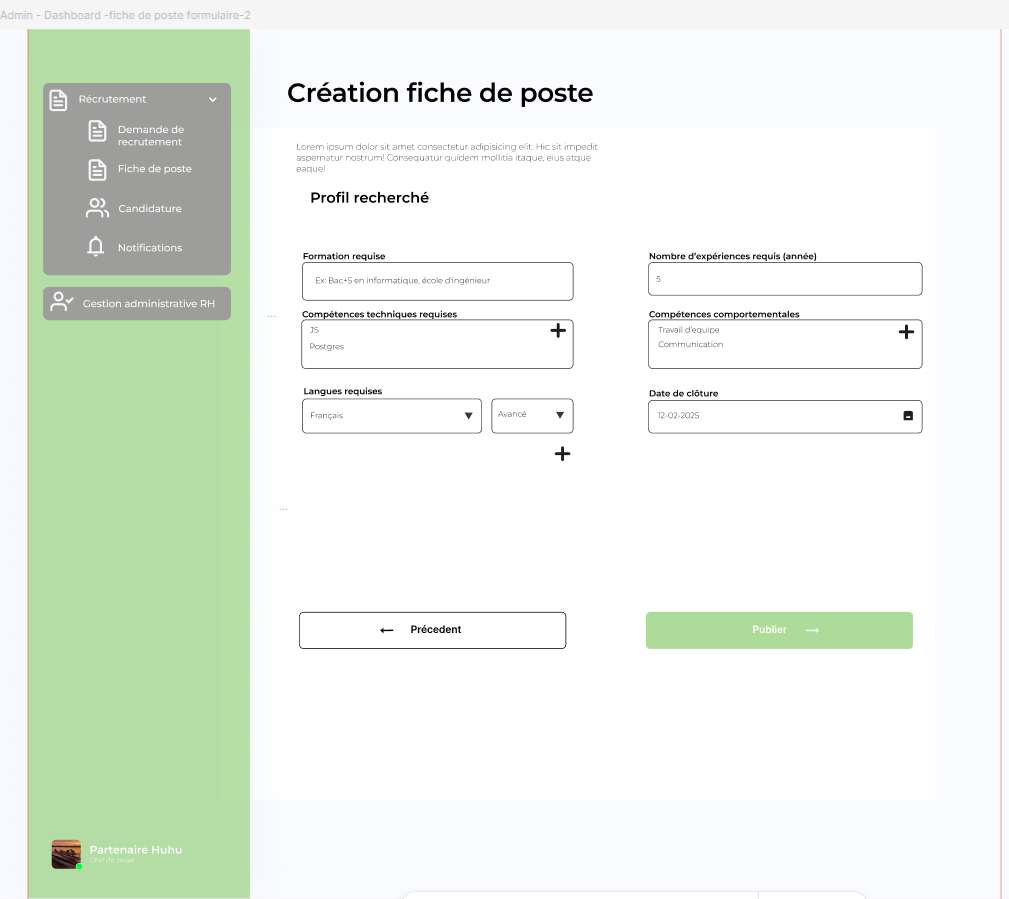 Admin - Dashboard -fiche de poste formulaire-2
Récrutement
Demande de
recrutement
Fiche de poste
Candidature
Notifications
Gestion administrative RH
Partenaire Huhu
Chef de projet
Création fiche de poste
Lorem ipsum dolor sit amet consectetur adipisicing elit. Hic sit impedit
aspernatur nostrum! Consequatur quidem mollitia itaque, eius atque
eaque!
Profil recherché
Formation requise
Ex: Bac+5 en informatique, école d'ingénieur
Nombre d'expériences requis (année)
5
...
Compétences techniques requises
JS
Postgres
Compétences comportementales
Travail d'equipe
Communication
Langues requises
Français
Avancé
Date de clôture
12-02-2025
...
Précedent
Publier